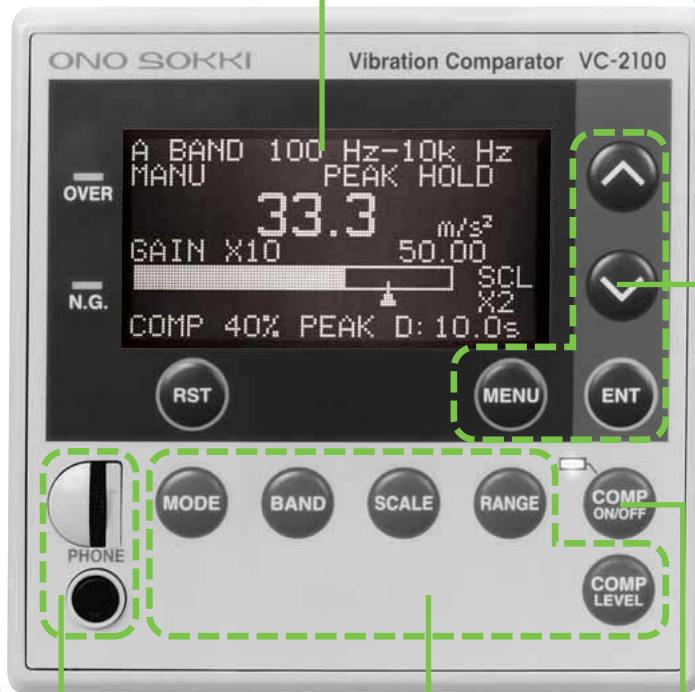 ONO SOKKI Vibration Comparator VC-2100
A BAND 100 Hz-10k Hz
MANU PEAK HOLD
OVER
33.3 m/s²
GAIN X10 50.00
N.G.
SCL
X2
COMP 40% PEAK D: 10.0s
RST MENU ENT
MODE BAND SCALE RANGE COMP ON/OFF
PHONE
COMP LEVEL